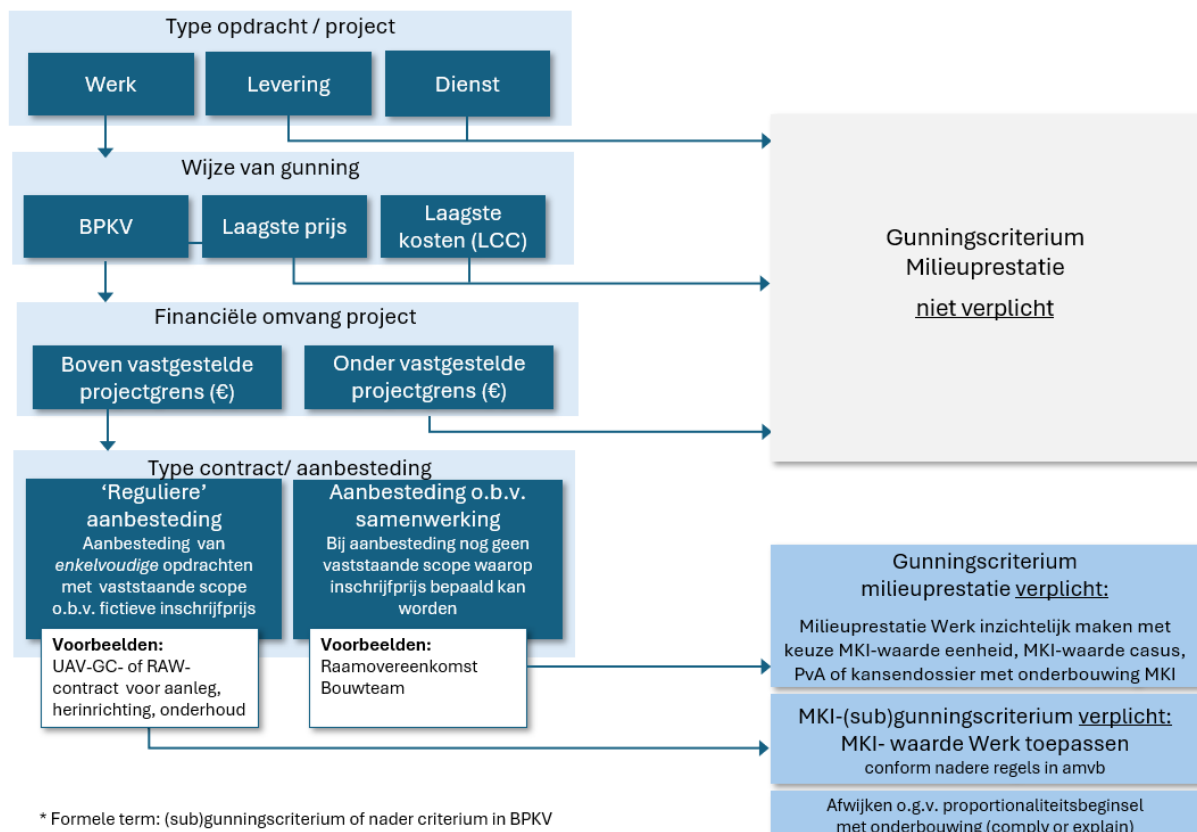 Type opdracht / project
Werk
Levering
Dienst
Wijze van gunning
BPKV
Laagste prijs
Laagste
kosten (LCC)
Gunningscriterium
Milieuprestatie
niet verplicht
Financiële omvang project
Boven vastgestelde
projectgrens (€)
Onder vastgestelde
projectgrens (€)
Type contract/ aanbesteding
‘Reguliere’
aanbesteding
Aanbesteding van
enkelvoudige opdrachten
met vaststaande scope
o.b.v. fictieve inschrijfprijs
Voorbeelden:
UAV-GC- of RAW-
contract voor aanleg,
herinrichting, onderhoud
Aanbesteding o.b.v.
samenwerking
Bij aanbesteding nog geen
vaststaande scope waarop
inschrijfprijs bepaald kan
worden
Voorbeelden:
Raamovereenkomst
Bouwteam
Gunningscriterium
milieuprestatie verplicht:
Milieuprestatie Werk inzichtelijk maken met
keuze MKI-waarde eenheid, MKI-waarde casus,
PvA of kansendossier met onderbouwing MKI
MKI-(sub)gunningscriterium verplicht:
MKI- waarde Werk toepassen
conform nadere regels in amvb
Afwijken o.g.v. proportionaliteitsbeginsel
met onderbouwing (comply or explain)
* Formele term: (sub)gunningscriterium of nader criterium in BPKV